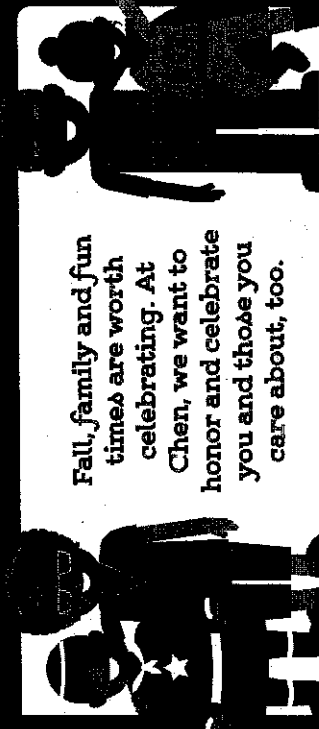 Fall, family and fun
times are worth
celebrating. At
Chen, we want to
honor and celebrate
you and those you
care about, too.